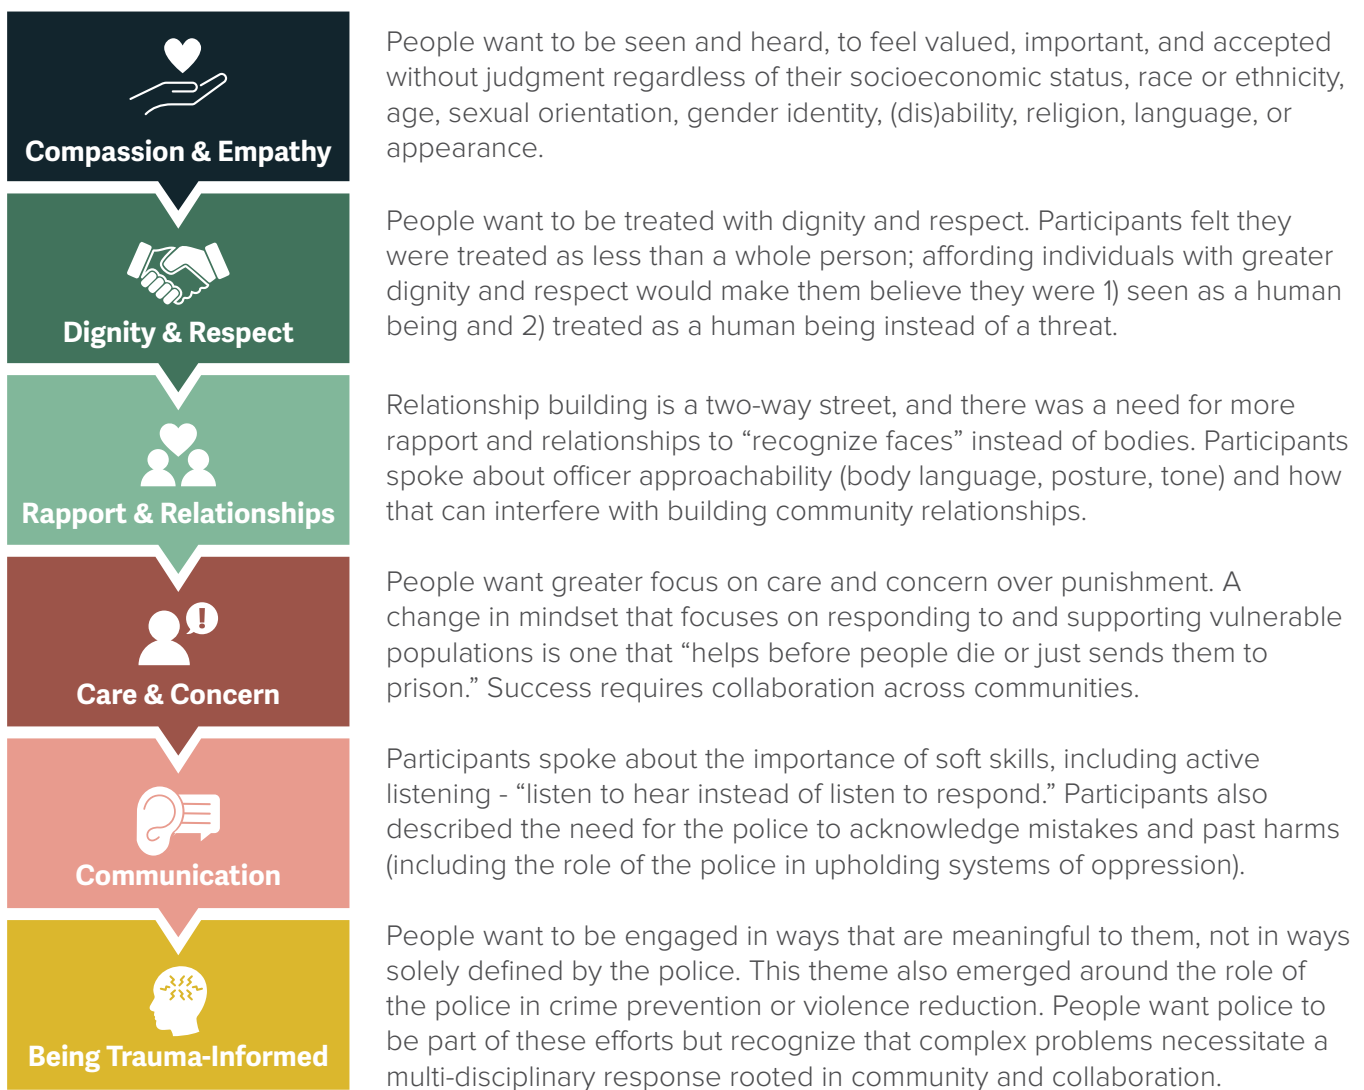 Compassion & Empathy
People want to be seen and heard, to feel valued, important, and accepted
without judgment regardless of their socioeconomic status, race or ethnicity,
age, sexual orientation, gender identity, (dis)ability, religion, language, or
appearance.
Dignity & Respect
People want to be treated with dignity and respect. Participants felt they
were treated as less than a whole person; affording individuals with greater
dignity and respect would make them believe they were 1) seen as a human
being and 2) treated as a human being instead of a threat.
Rapport & Relationships
Relationship building is a two-way street, and there was a need for more
rapport and relationships to “recognize faces” instead of bodies. Participants
spoke about officer approachability (body language, posture, tone) and how
that can interfere with building community relationships.
Care & Concern
People want greater focus on care and concern over punishment. A
change in mindset that focuses on responding to and supporting vulnerable
populations is one that “helps before people die or just sends them to
prison.” Success requires collaboration across communities.
Communication
Participants spoke about the importance of soft skills, including active
listening - “listen to hear instead of listen to respond.” Participants also
described the need for the police to acknowledge mistakes and past harms
(including the role of the police in upholding systems of oppression).
Being Trauma-Informed
People want to be engaged in ways that are meaningful to them, not in ways
solely defined by the police. This theme also emerged around the role of
the police in crime prevention or violence reduction. People want police to
be part of these efforts but recognize that complex problems necessitate a
multi-disciplinary response rooted in community and collaboration.